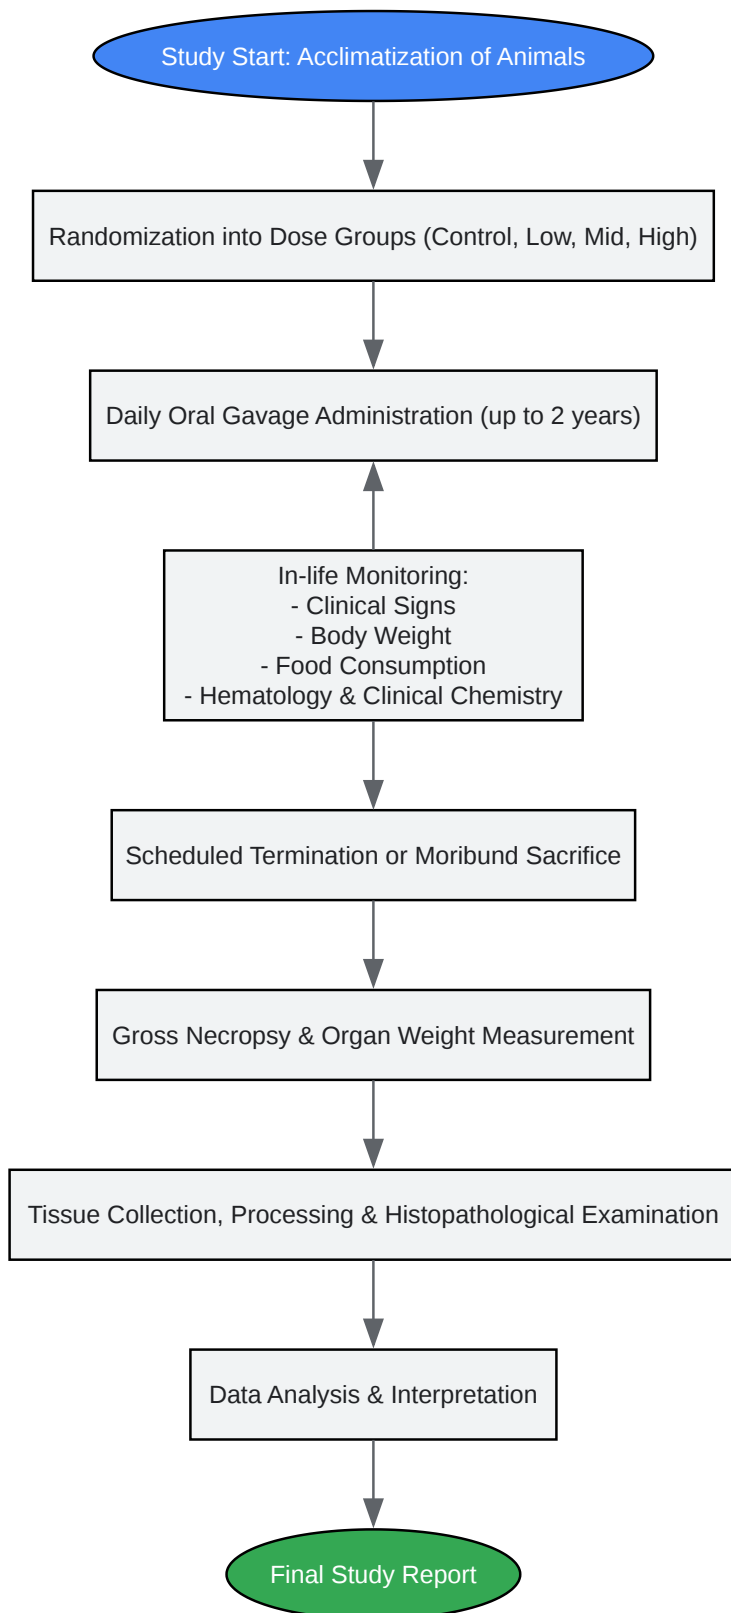 Study Start: Acclimatization of Animals
Randomization into Dose Groups (Control, Low, Mid, High)
Daily Oral Gavage Administration (up to 2 years)
In-life Monitoring:
- Clinical Signs
- Body Weight
- Food Consumption
- Hematology & Clinical Chemistry
Scheduled Termination or Moribund Sacrifice
Gross Necropsy & Organ Weight Measurement
Tissue Collection, Processing & Histopathological Examination
Data Analysis & Interpretation
Final Study Report